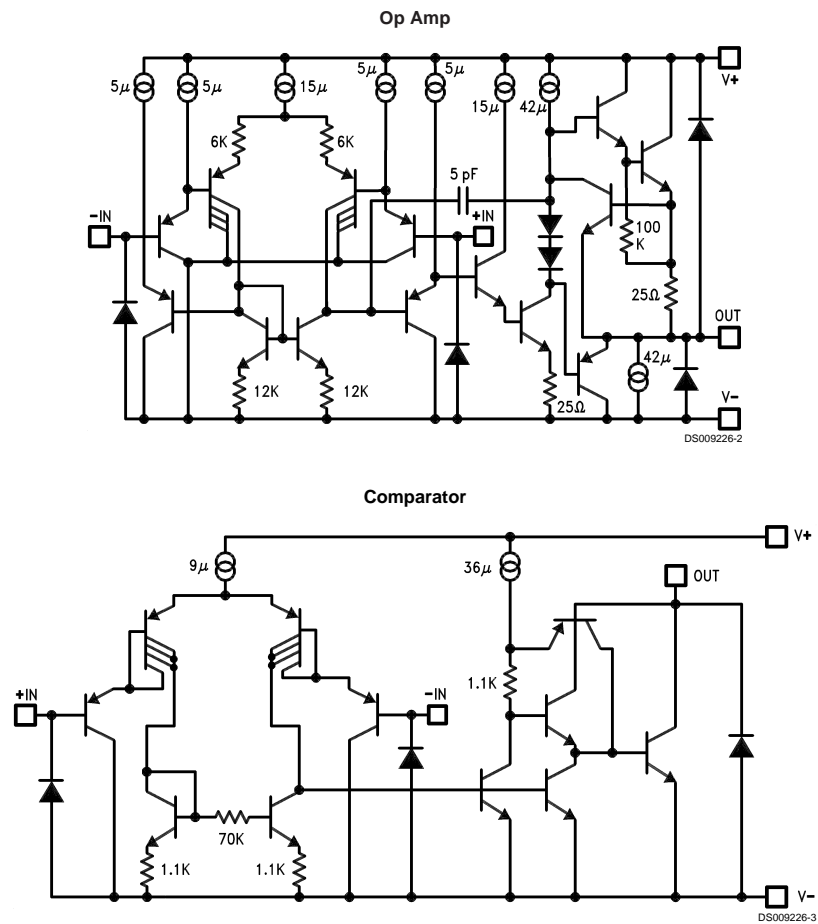 Op Amp
V+
5μ
5μ
15μ
5μ
5μ
15μ
42μ
6K
6K
5 pF
−IN
+IN
100
K
25Ω
OUT
12K
12K
42μ
25Ω
V−
DS009226-2
Comparator
V+
9μ
36μ
OUT
1.1K
+IN
−IN
70K
1.1K
1.1K
V−
DS009226-3